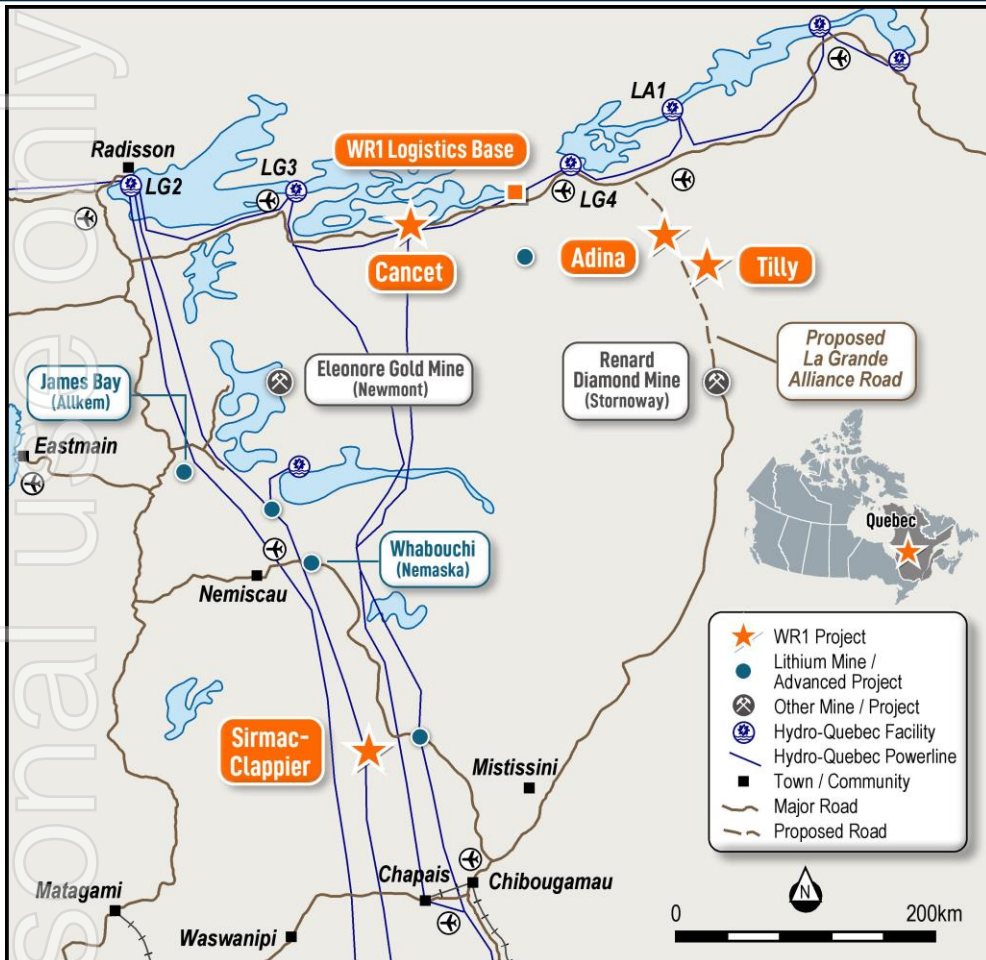 sonal use only
LA1
WR1 Logistics Base
Radisson
LG3
LG2
LG4
Cancet
Adina
Tilly
Proposed
La Grande
Alliance Road
Eleonore Gold Mine
(Newmont)
Renard
Diamond Mine
(Stornoway)
James Bay
(Allkem)
Eastmain
Quebec
Whabouchi
(Nemaska)
Nemiscau
WR1 Project
Lithium Mine /
Advanced Project
Other Mine / Project
Hydro-Quebec Facility
Hydro-Quebec Powerline
Town / Community
Major Road
Proposed Road
Sirmac-
Clappier
Mistissini
Chapais
Chibougamau
Matagami
Waswanipi
N
0 200km